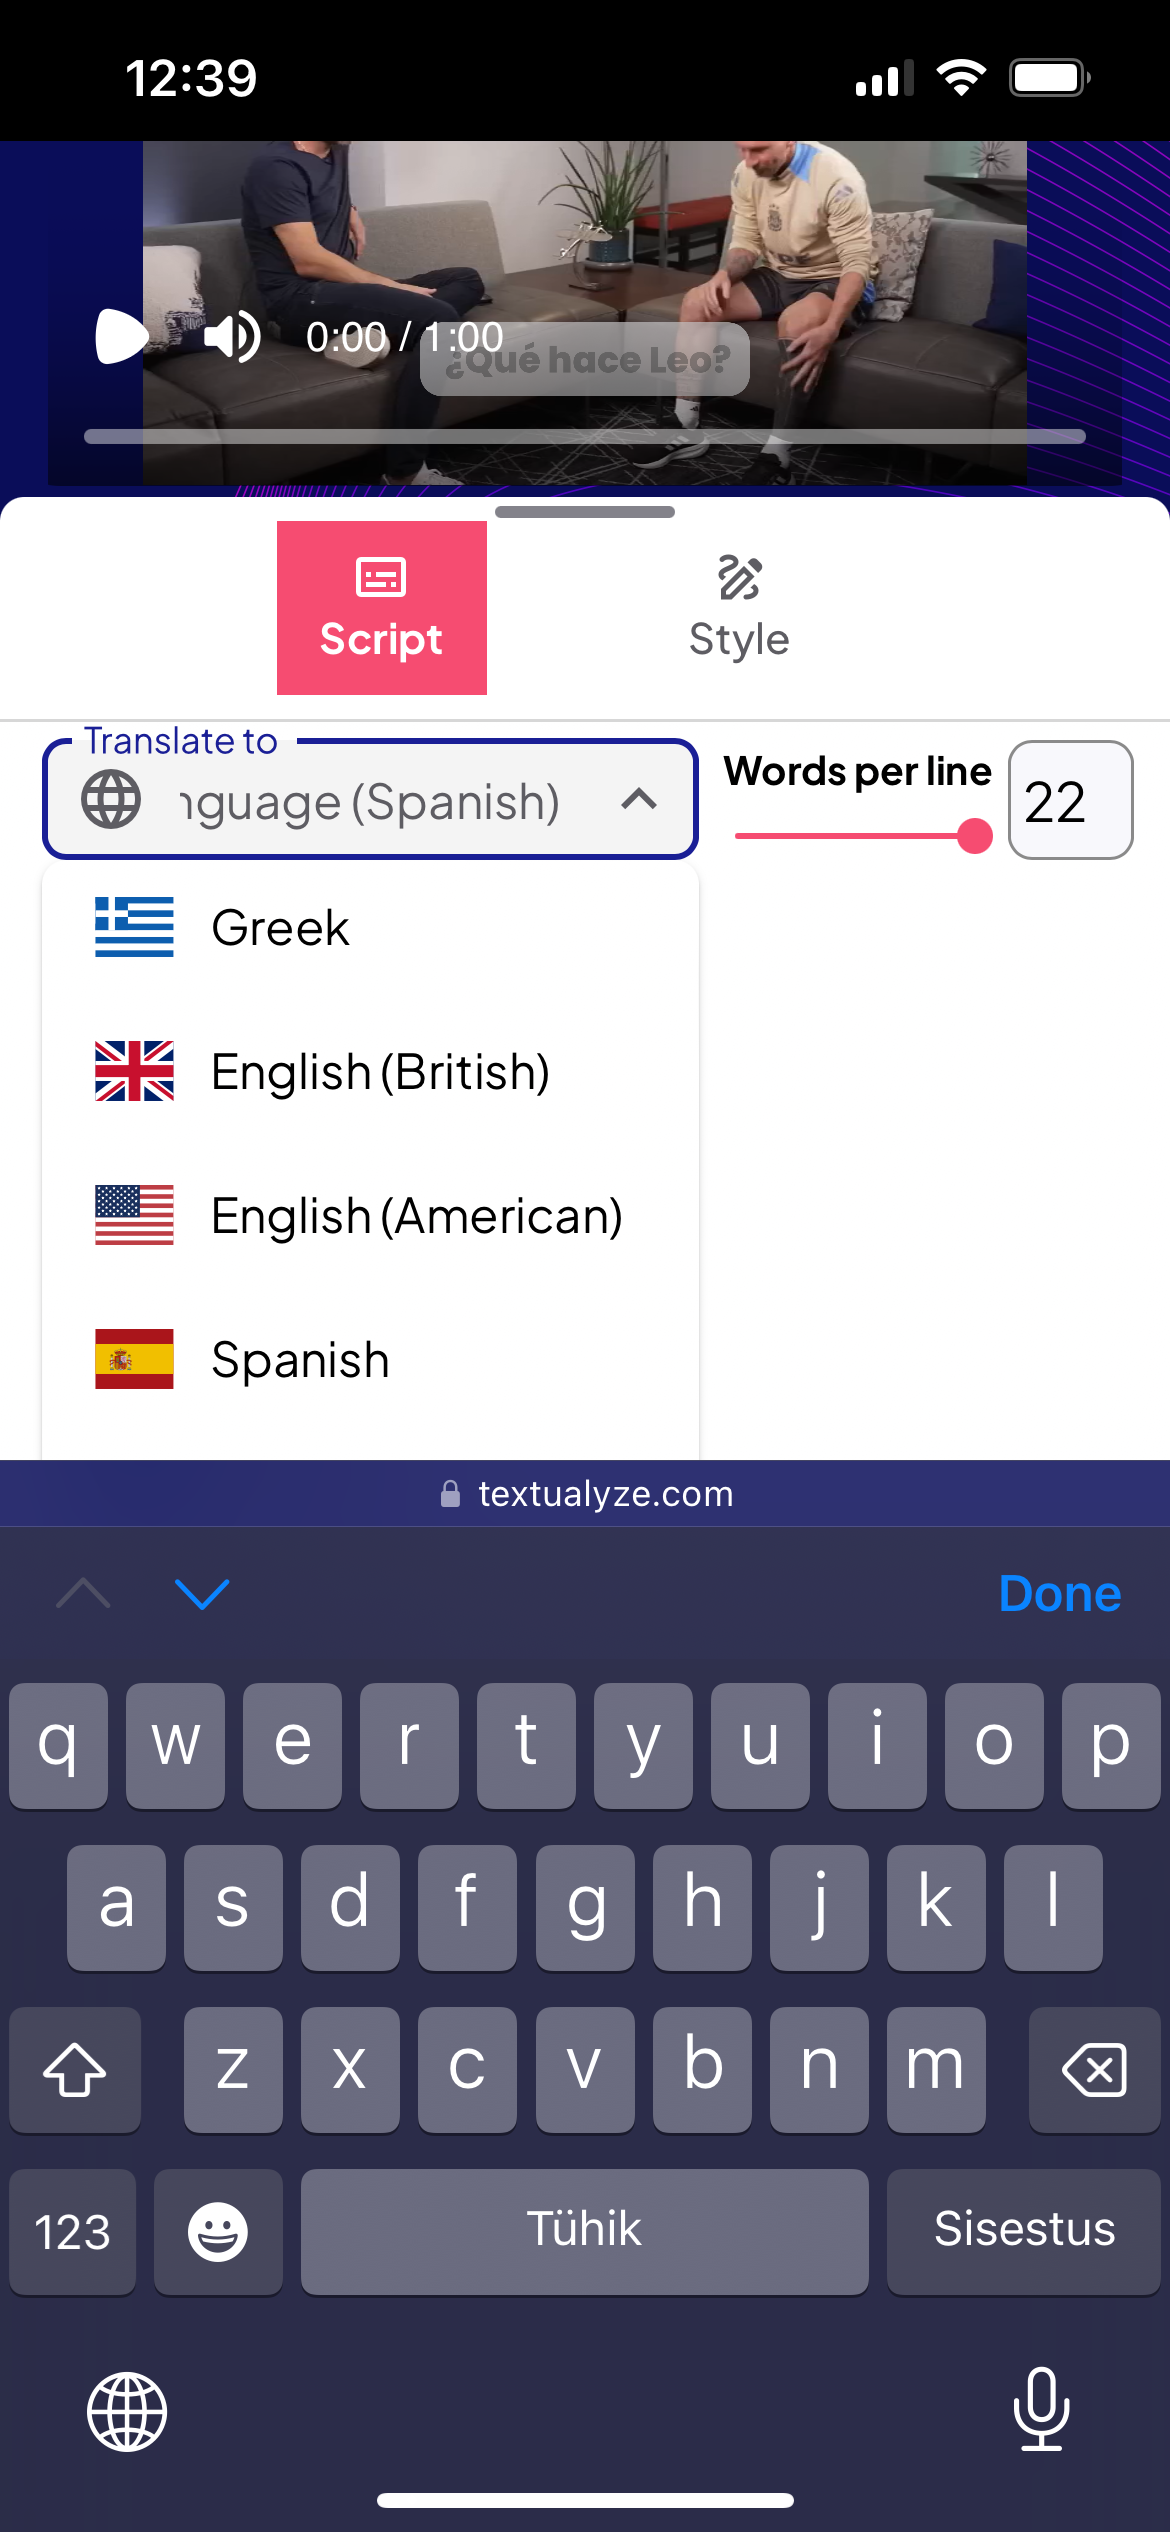 12:39
0:00 / 1:00
¿Qué hace Leo?
Script
Style
Translate to
nguage (Spanish)
Words per line
22
Greek
English (British)
English (American)
Spanish
textualyze.com
Done
q w e r t y u i o p
a s d f g h j k l
z x c v b n m
123
Tühik
Sisestus